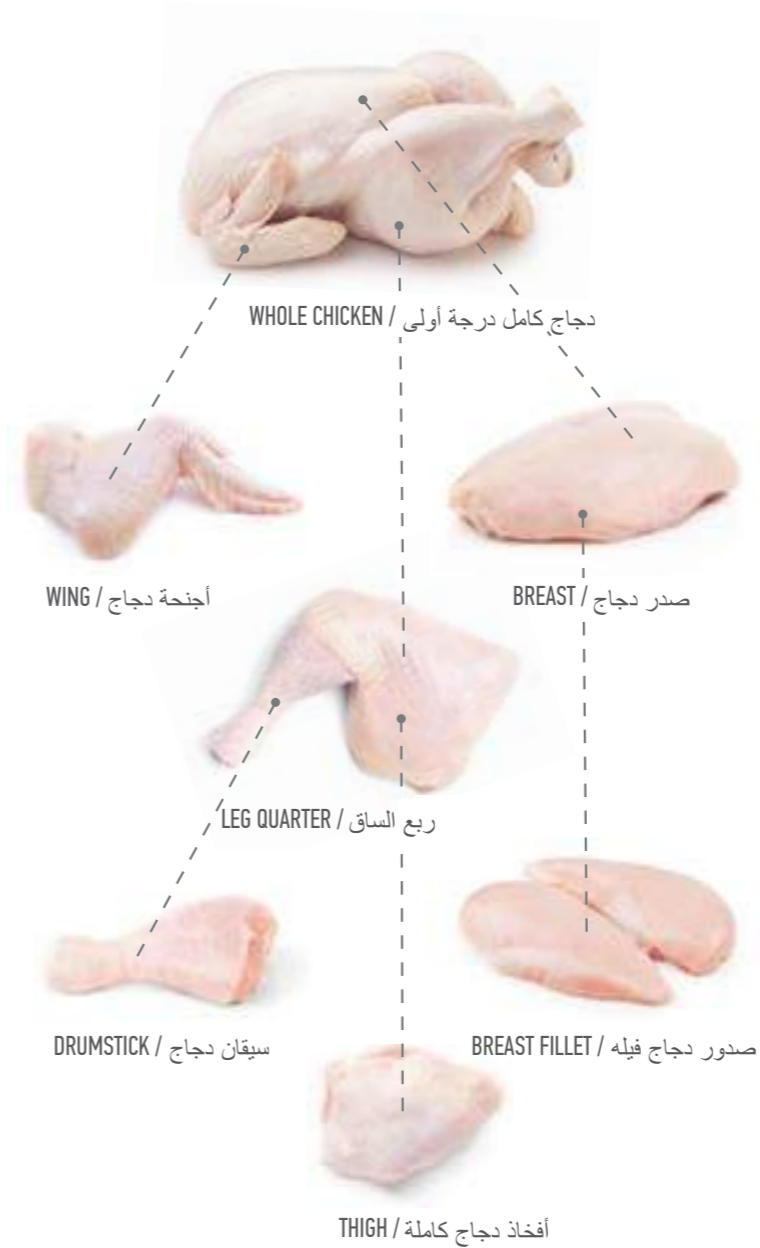 WHOLE CHICKEN / دجاج كامل درجة أولى
WING / أجنحة دجاج
BREAST / صدر دجاج
LEG QUARTER / ربع الساق
DRUMSTICK / سيقان دجاج
BREAST FILLET / صدور دجاج فيله
THIGH / أفخاذ دجاج كاملة